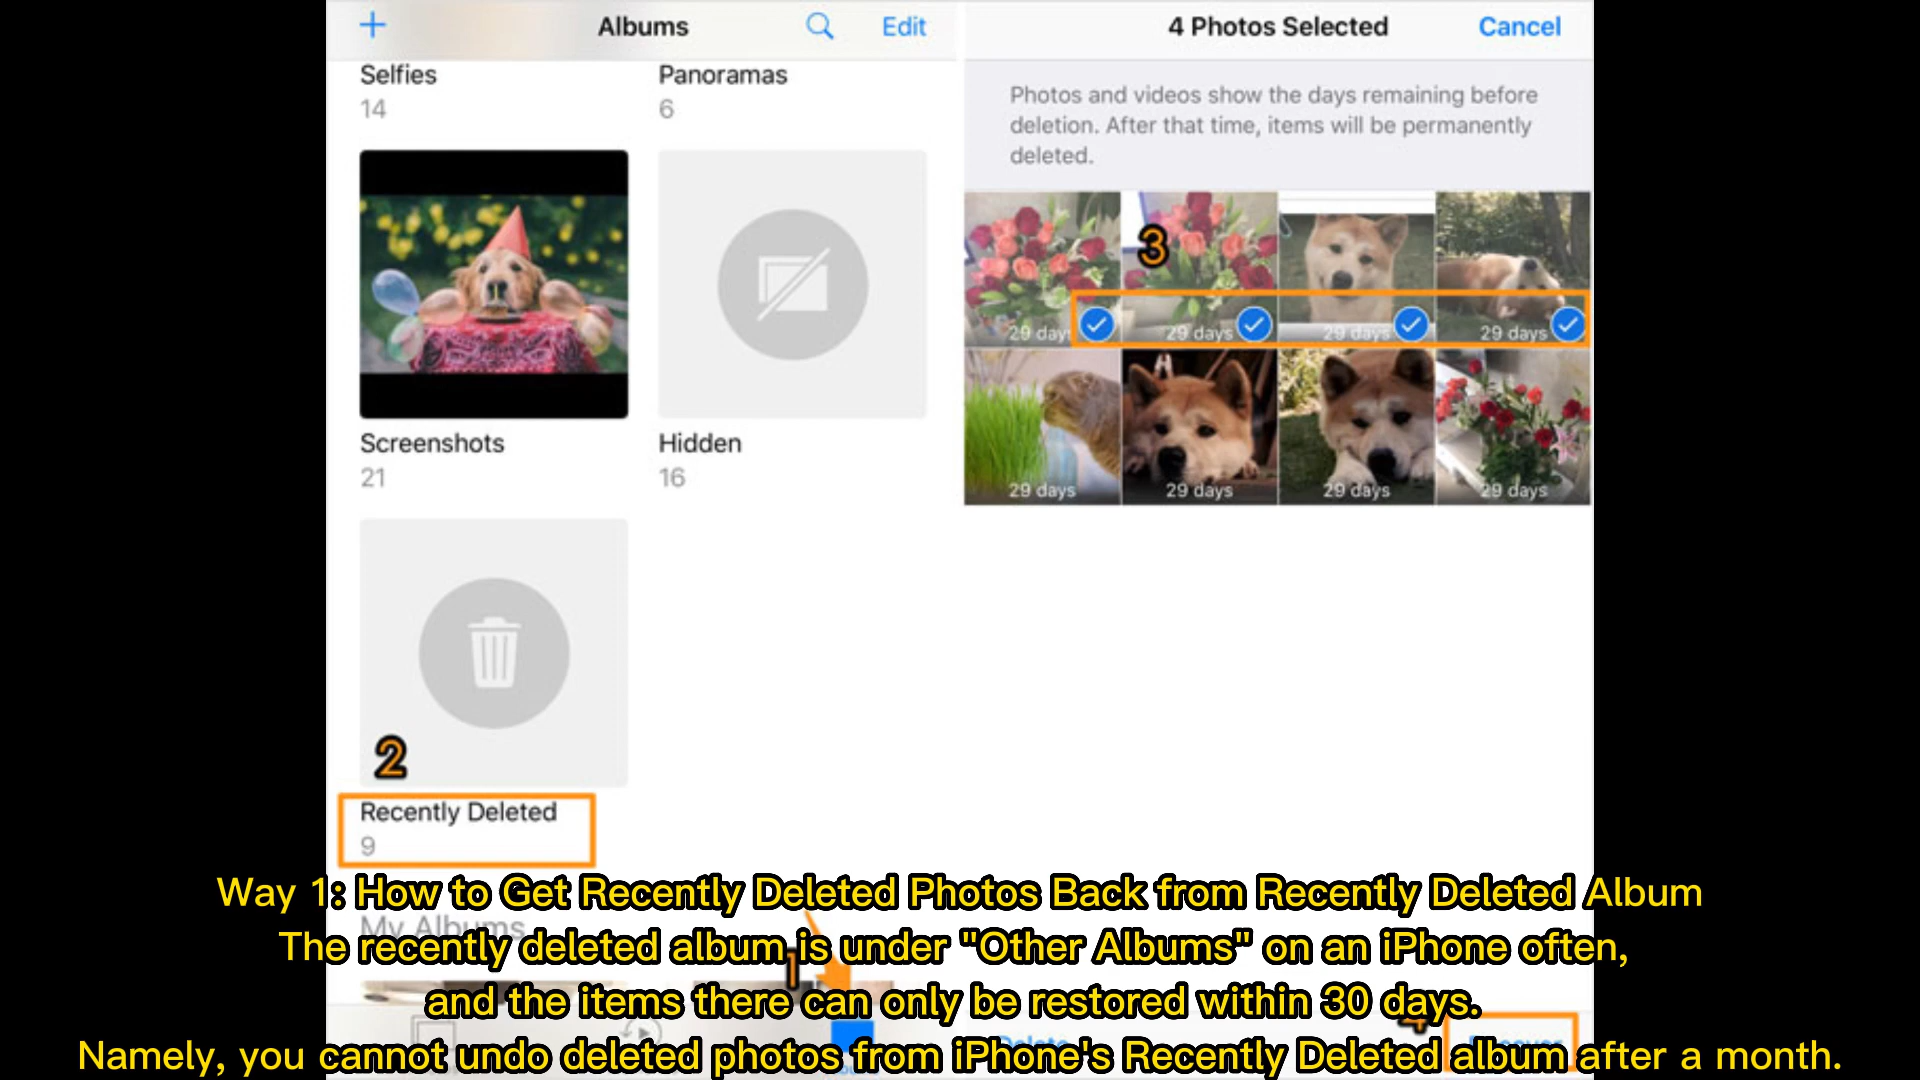 Albums
Edit
Selfies
14
Panoramas
6
Screenshots
21
Hidden
16
2
Recently Deleted
9
My Albums
1
4 Photos Selected
Cancel
Photos and videos show the days remaining before
deletion. After that time, items will be permanently
deleted.
3
29 days
29 days
29 days
29 days
29 days
29 days
29 days
Way 1: How to Get Recently Deleted Photos Back from Recently Deleted Album
The recently deleted album is under "Other Albums" on an iPhone often,
and the items there can only be restored within 30 days.
Namely, you cannot undo deleted photos from iPhone's Recently Deleted album after a month.